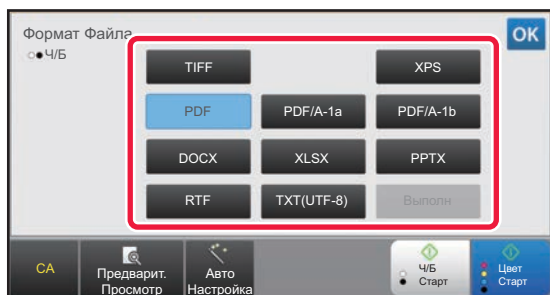 Формат Файла
Ч/Б
OK
TIFF
XPS
PDF
PDF/A-1a
PDF/A-1b
DOCX
XLSX
PPTX
RTF
TXT(UTF-8)
Выполн
CA
Предварит.
Просмотр
Авто
Настройка
Ч/Б
Старт
Цвет
Старт